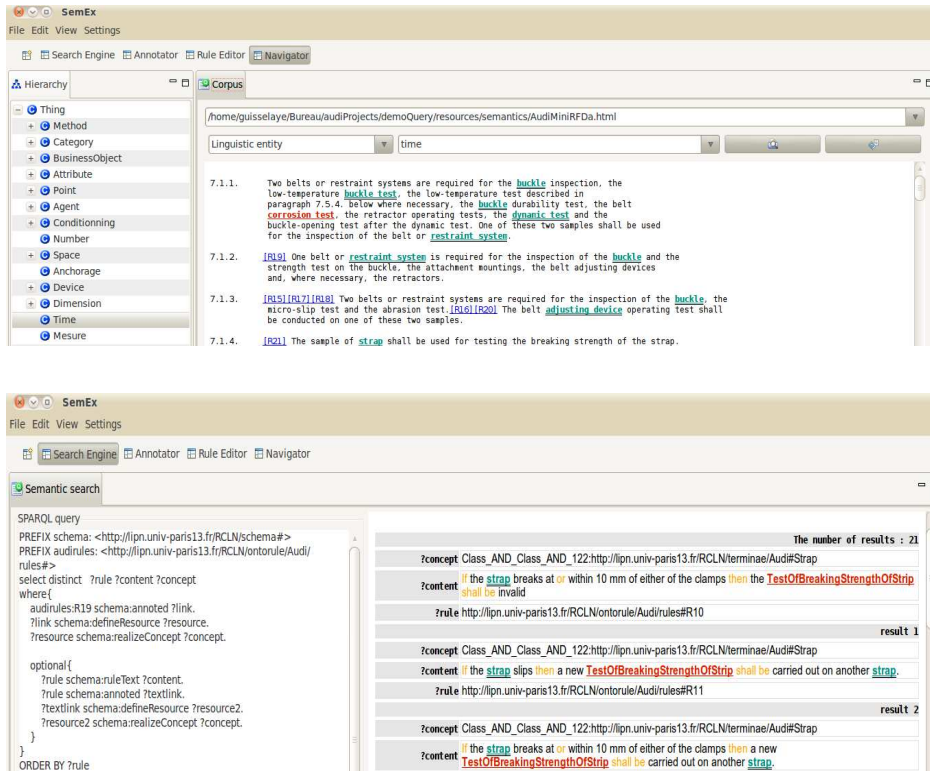 SemEx
File Edit View Settings
Search Engine Annotator Rule Editor Navigator
Hierarchy
Corpus
Thing
Method
Category
BusinessObject
Attribute
Point
Agent
Conditionning
Number
Space
Anchorage
Device
Dimension
Time
Mesure
/home/guisselaye/Bureau/audiProjects/demoQuery/resources/semantics/AudiMiniRFDa.html
Linguistic entity time
7.1.1. Two belts or restraint systems are required for the buckle inspection, the
low-temperature buckle test, the low-temperature test described in
paragraph 7.5.4. below where necessary, the buckle durability test, the belt
corrosion test, the retractor operating tests, the dynamic test and the
buckle-opening test after the dynamic test. One of these two samples shall be used
for the inspection of the belt or restraint system.
7.1.2. [R19] One belt or restraint system is required for the inspection of the buckle and the
strength test on the buckle, the attachment mountings, the belt adjusting devices
and, where necessary, the retractors.
7.1.3. [R15][R17][R18] Two belts or restraint systems are required for the inspection of the buckle, the
micro-slip test and the abrasion test.[R16][R20] The belt adjusting device operating test shall
be conducted on one of these two samples.
7.1.4. [R21] The sample of strap shall be used for testing the breaking strength of the strap.
SemEx
File Edit View Settings
Search Engine Annotator Rule Editor Navigator
Semantic search
SPARQL query
PREFIX schema: <http://lipn.univ-paris13.fr/RCLN/schema#>
PREFIX audirules: <http://lipn.univ-paris13.fr/RCLN/ontorule/Audi/
rules#>
select distinct ?rule ?content ?concept
where{
audirules:R19 schema:annoted ?link.
?link schema:defineResource ?resource.
?resource schema:realizeConcept ?concept.
optional{
?rule schema:ruleText ?content.
?rule schema:annoted ?textlink.
?textlink schema:defineResource ?resource2.
?resource2 schema:realizeConcept ?concept.
}
}
ORDER BY ?rule
The number of results : 21
?concept Class_AND_Class_AND_122:http://lipn.univ-paris13.fr/RCLN/terminae/Audi#Strap
?content If the strap breaks at or within 10 mm of either of the clamps then the TestOfBreakingStrengthOfStrip
shall be invalid
?rule http://lipn.univ-paris13.fr/RCLN/ontorule/Audi/rules#R10
result 1
?concept Class_AND_Class_AND_122:http://lipn.univ-paris13.fr/RCLN/terminae/Audi#Strap
?content If the strap slips then a new TestOfBreakingStrengthOfStrip shall be carried out on another strap.
?rule http://lipn.univ-paris13.fr/RCLN/ontorule/Audi/rules#R11
result 2
?concept Class_AND_Class_AND_122:http://lipn.univ-paris13.fr/RCLN/terminae/Audi#Strap
?content If the strap breaks at or within 10 mm of either of the clamps then a new
TestOfBreakingStrengthOfStrip shall be carried out on another strap.